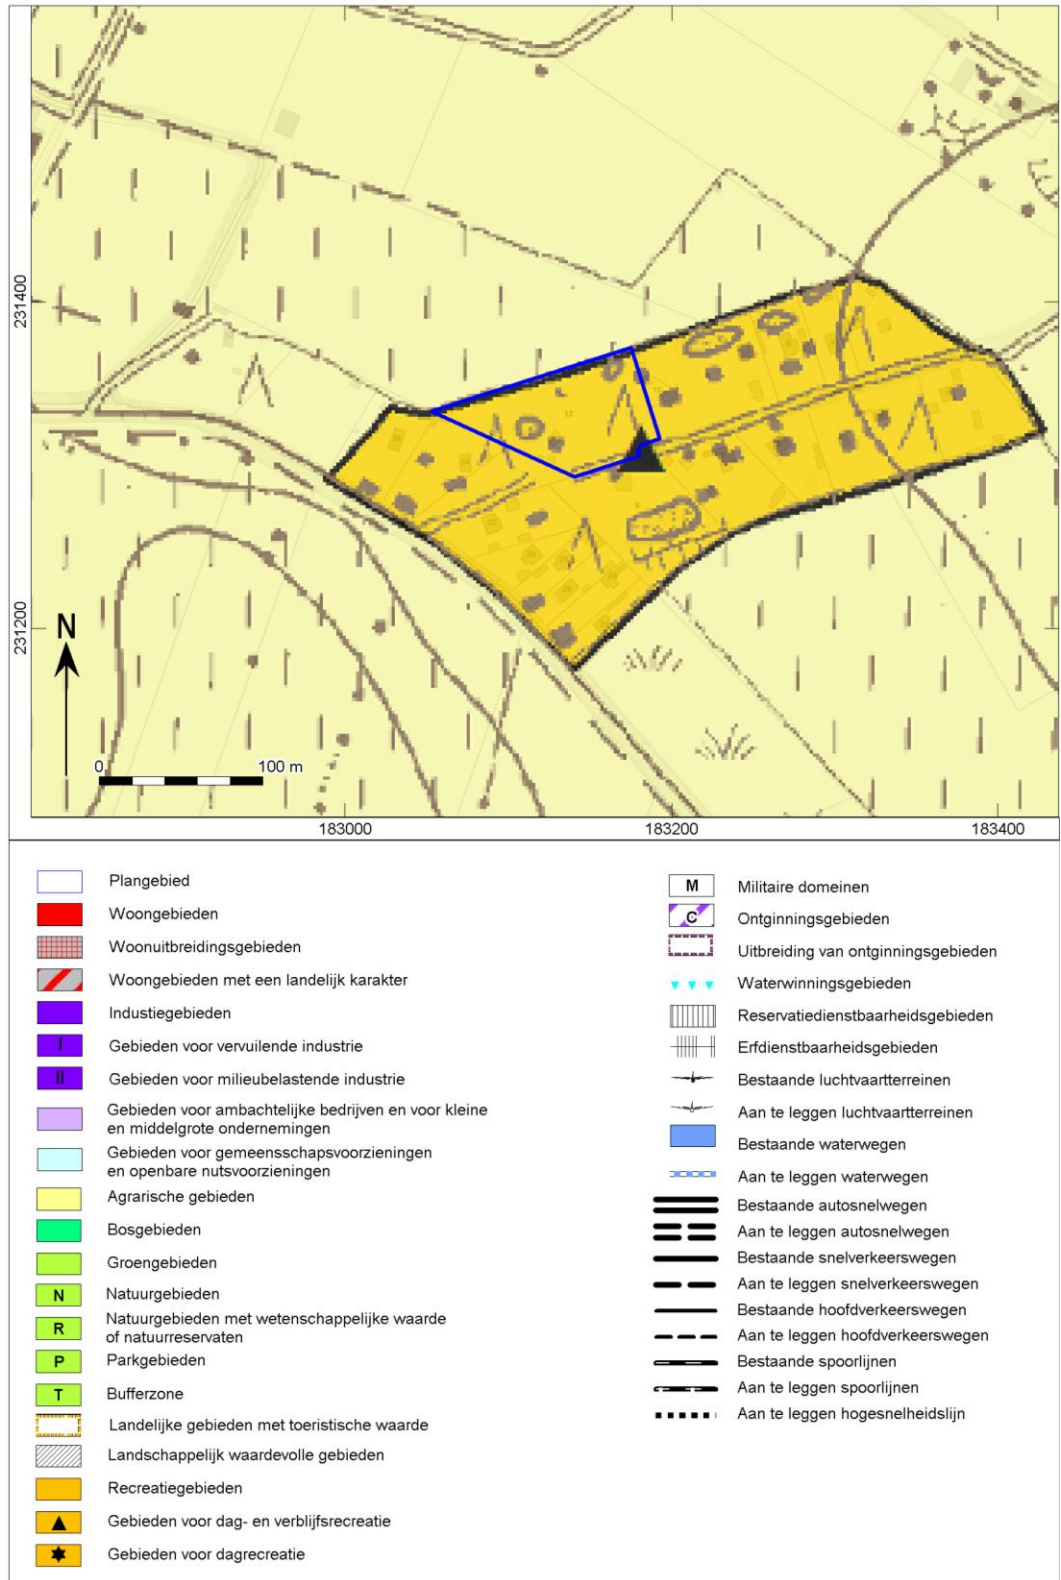 231400
231200
N
0 100 m
183000 183200 183400
Plangebied
Woongebieden
Woonuitbreidingsgebieden
Woongebieden met een landelijk karakter
Industiegebieden
I Gebieden voor vervuilende industrie
II Gebieden voor milieubelastende industrie
Gebieden voor ambachtelijke bedrijven en voor kleine
en middelgrote ondernemingen
Gebieden voor gemeensschapsvoorzieningen
en openbare nutsvoorzieningen
Agrarische gebieden
Bosgebieden
Groengebieden
N Natuurgebieden
R Natuurgebieden met wetenschappelijke waarde
of natuurreservaten
P Parkgebieden
T Bufferzone
Landelijke gebieden met toeristische waarde
Landschappelijk waardevolle gebieden
Recreatiegebieden
Gebieden voor dag- en verblijfsrecreatie
Gebieden voor dagrecreatie
M Militaire domeinen
C Ontginningsgebieden
Uitbreiding van ontginningsgebieden
Waterwinningsgebieden
Reservatiedienstbaarheidsgebieden
Erfdienstbaarheidsgebieden
Bestaande luchtvaartterreinen
Aan te leggen luchtvaartterreinen
Bestaande waterwegen
Aan te leggen waterwegen
Bestaande autosnelwegen
Aan te leggen autosnelwegen
Bestaande snelverkeerswegen
Aan te leggen snelverkeerswegen
Bestaande hoofdverkeerswegen
Aan te leggen hoofdverkeerswegen
Bestaande spoorlijnen
Aan te leggen spoorlijnen
Aan te leggen hogesnelheidslijn